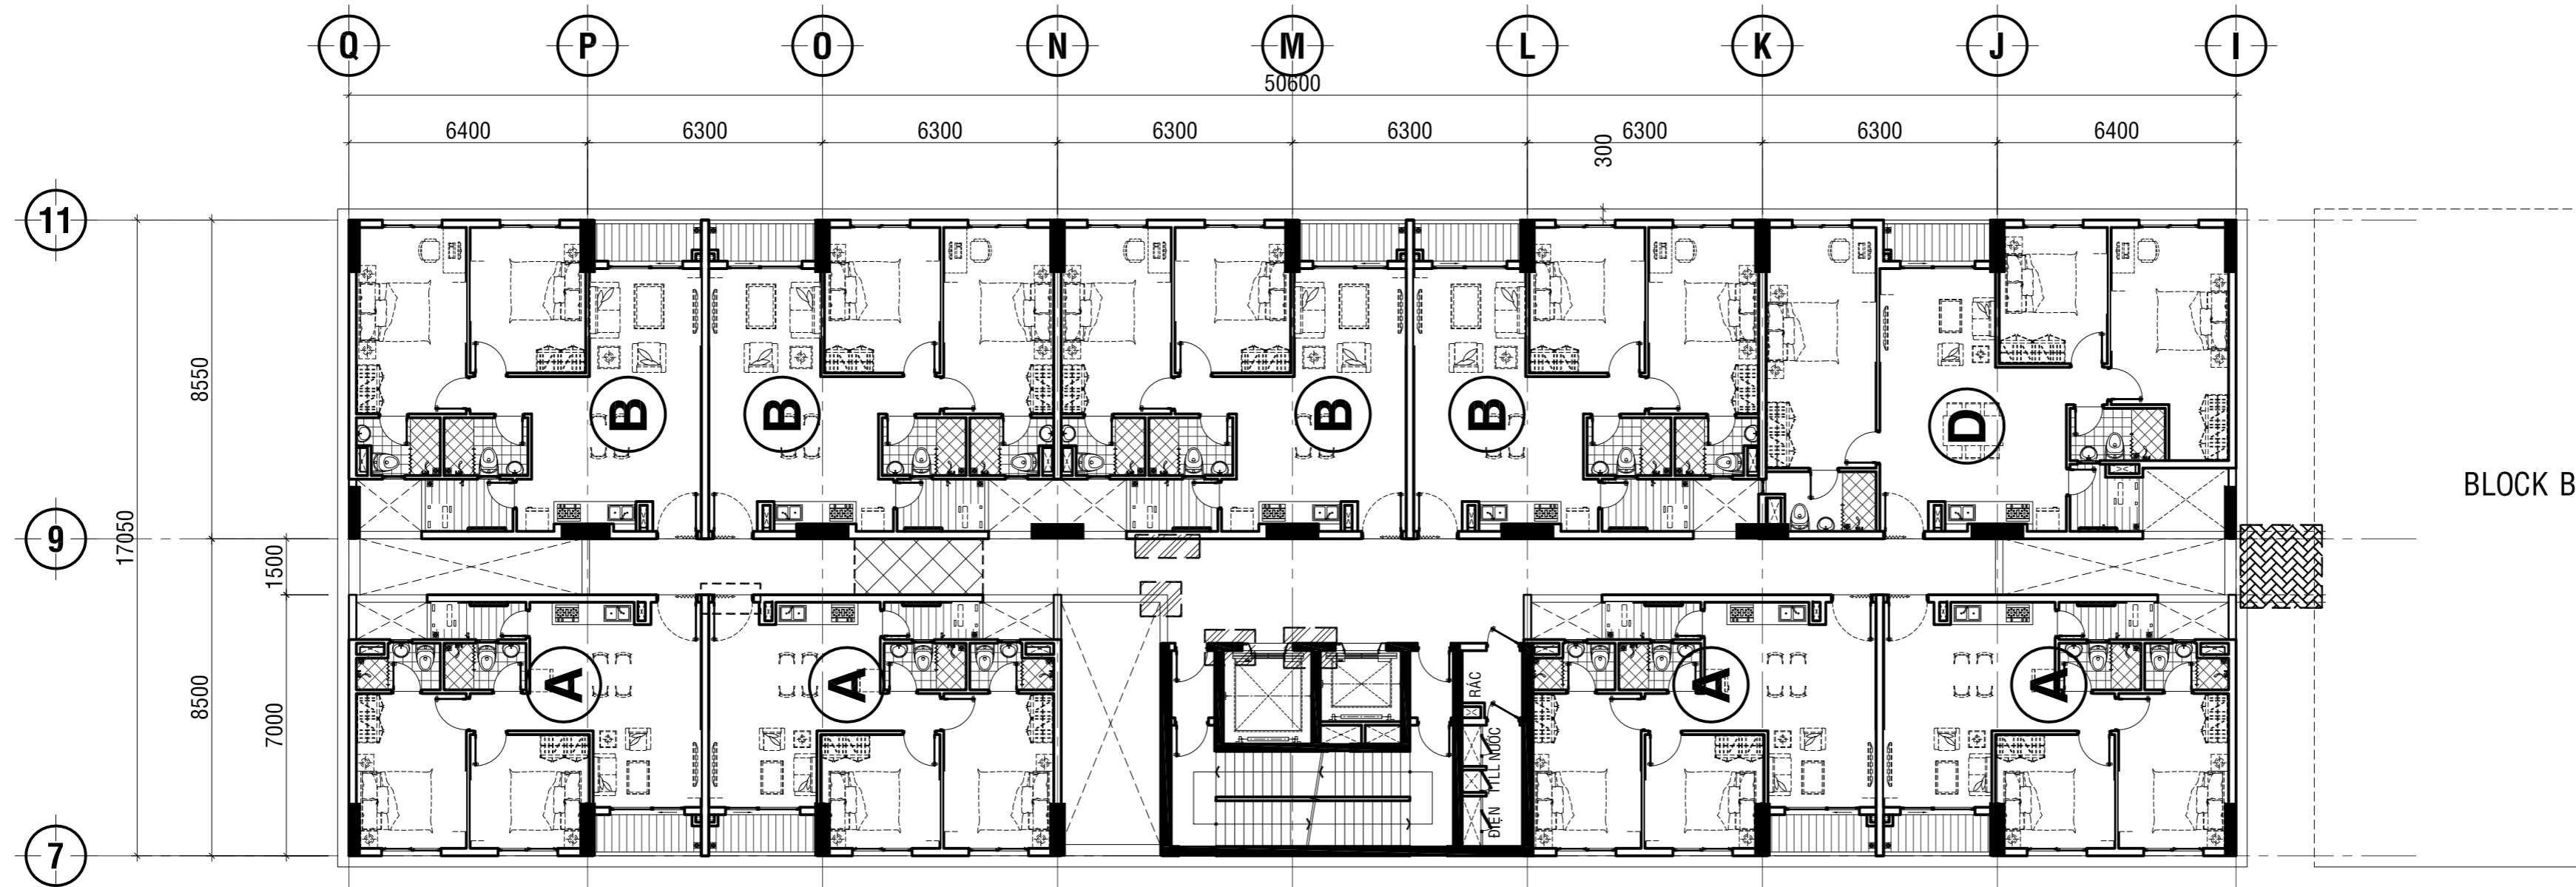 Q P O N M L K J I
50600
6400 6300 6300 6300 6300 6300 6300 6400
300
11
8550
B B B B D
BLOCK B
9
17050
1500
8500
7000
A A A A
RÁC
ĐIỆN TLL NƯỚC
7